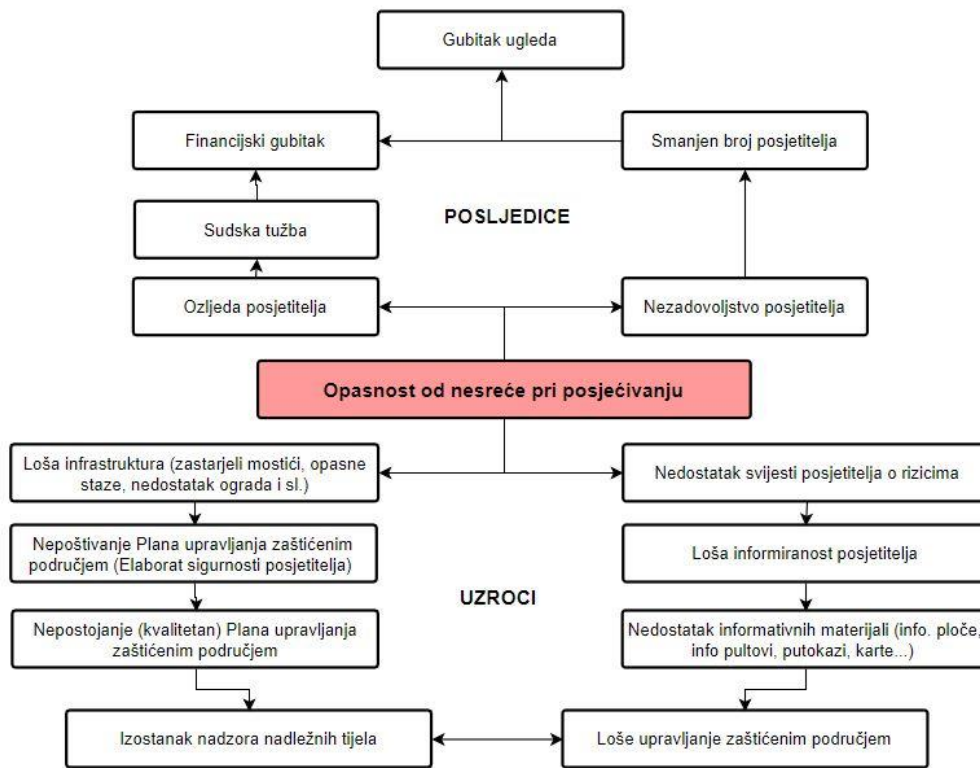 Gubitak ugleda
Financijski gubitak
Smanjen broj posjetitelja
Sudska tužba
POSLJEDICE
Ozljeda posjetitelja
Nezadovoljstvo posjetitelja
Opasnost od nesreće pri posjećivanju
Loša infrastruktura (zastarjeli mostići, opasne
staze, nedostatak ograda i sl.)
Nedostatak svijesti posjetitelja o rizicima
Nepoštivanje Plana upravljanja zaštićenim
područjem (Elaborat sigurnosti posjetitelja)
Loša informiranost posjetitelja
UZROCI
Nepostojanje (kvalitetan) Plana upravljanja
zaštićenim područjem
Nedostatak informativnih materijali (info. ploče,
info pultovi, putokazi, karte...)
Izostanak nadzora nadležnih tijela
Loše upravljanje zaštićenim područjem